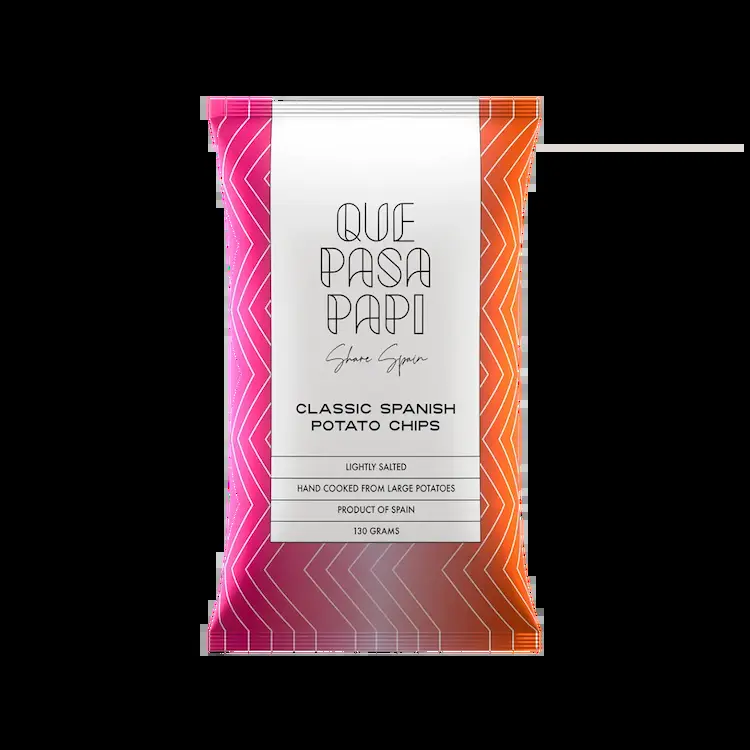 QUE
PASA
PAPI
Share Spain
CLASSIC SPANISH
POTATO CHIPS
LIGHTLY SALTED
HAND COOKED FROM LARGE POTATOES
PRODUCT OF SPAIN
130 GRAMS